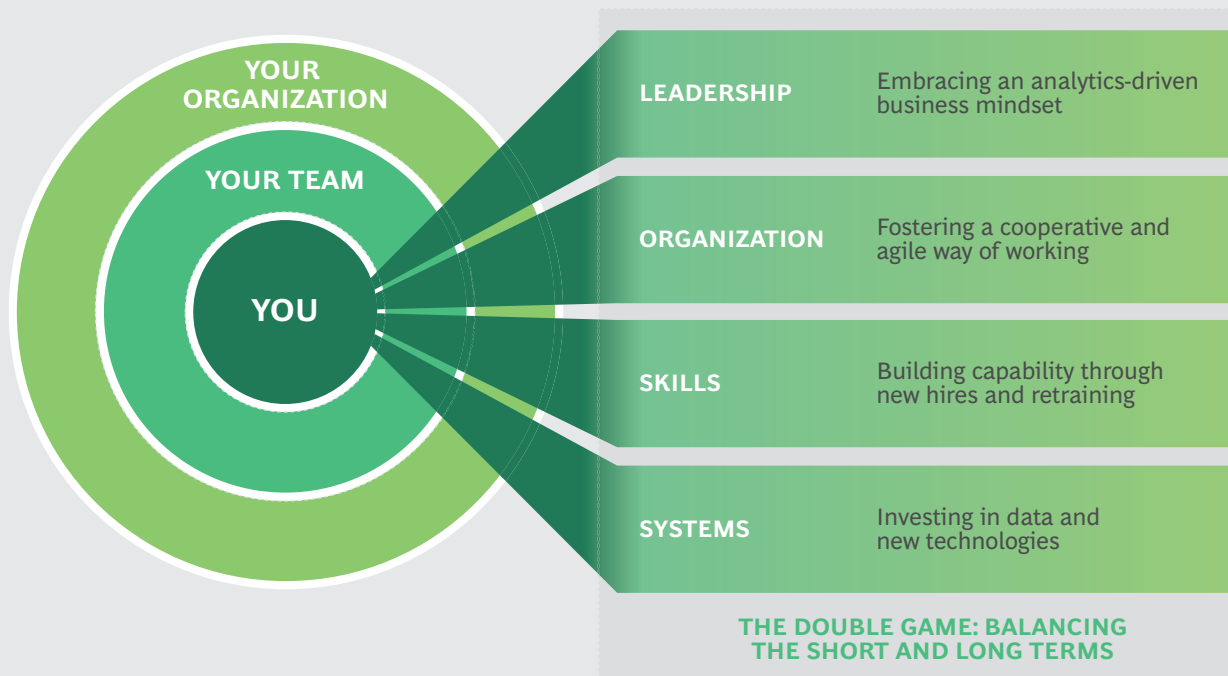 YOUR
ORGANIZATION
YOUR TEAM
YOU
LEADERSHIP
Embracing an analytics-driven
business mindset
ORGANIZATION
Fostering a cooperative and
agile way of working
SKILLS
Building capability through
new hires and retraining
SYSTEMS
Investing in data and
new technologies
THE DOUBLE GAME: BALANCING
THE SHORT AND LONG TERMS